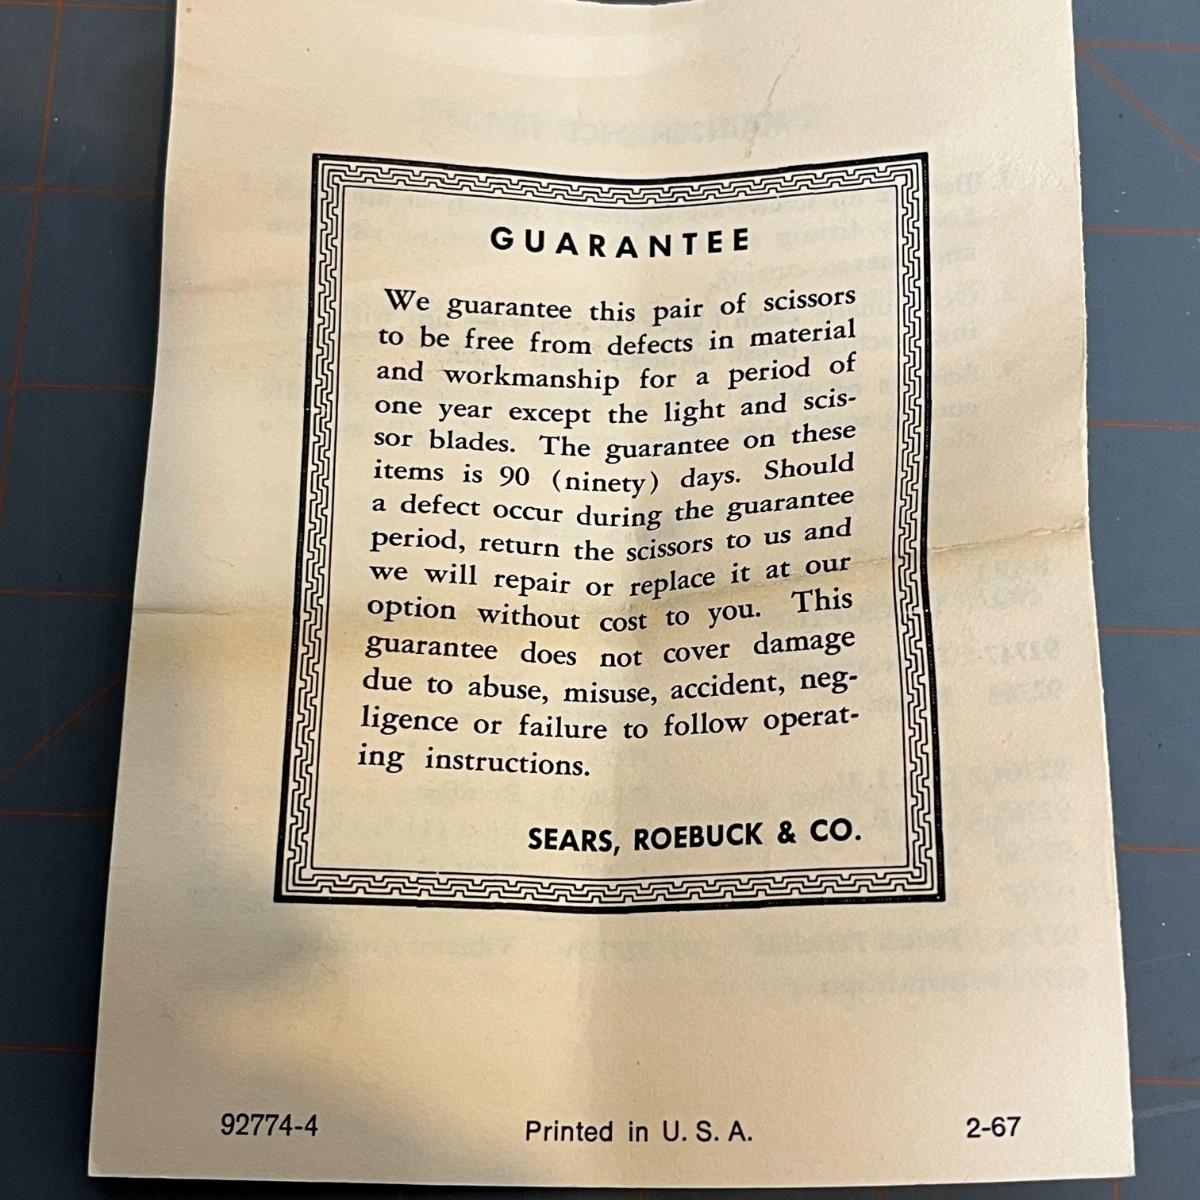 GUARANTEE
We guarantee this pair of scissors
to be free from defects in material
and workmanship for a period of
one year except the light and scis-
sor blades. The guarantee on these
items is 90 (ninety) days. Should
a defect occur during the guarantee
period, return the scissors to us and
we will repair or replace it at our
option without cost to you. This
guarantee does not cover damage
due to abuse, misuse, accident, neg-
ligence or failure to follow operat-
ing instructions.
SEARS, ROEBUCK & CO.
92774-4 Printed in U. S. A. 2-67